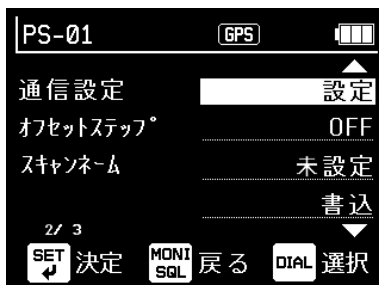 PS-01 GPS
通信設定 設定
ｵﾌｾｯﾄｽﾃｯﾌﾟ OFF
ｽｷｬﾝﾈｰﾑ 未設定
書込
2/ 3
SET 決定 MONI SQL 戻る DIAL 選択